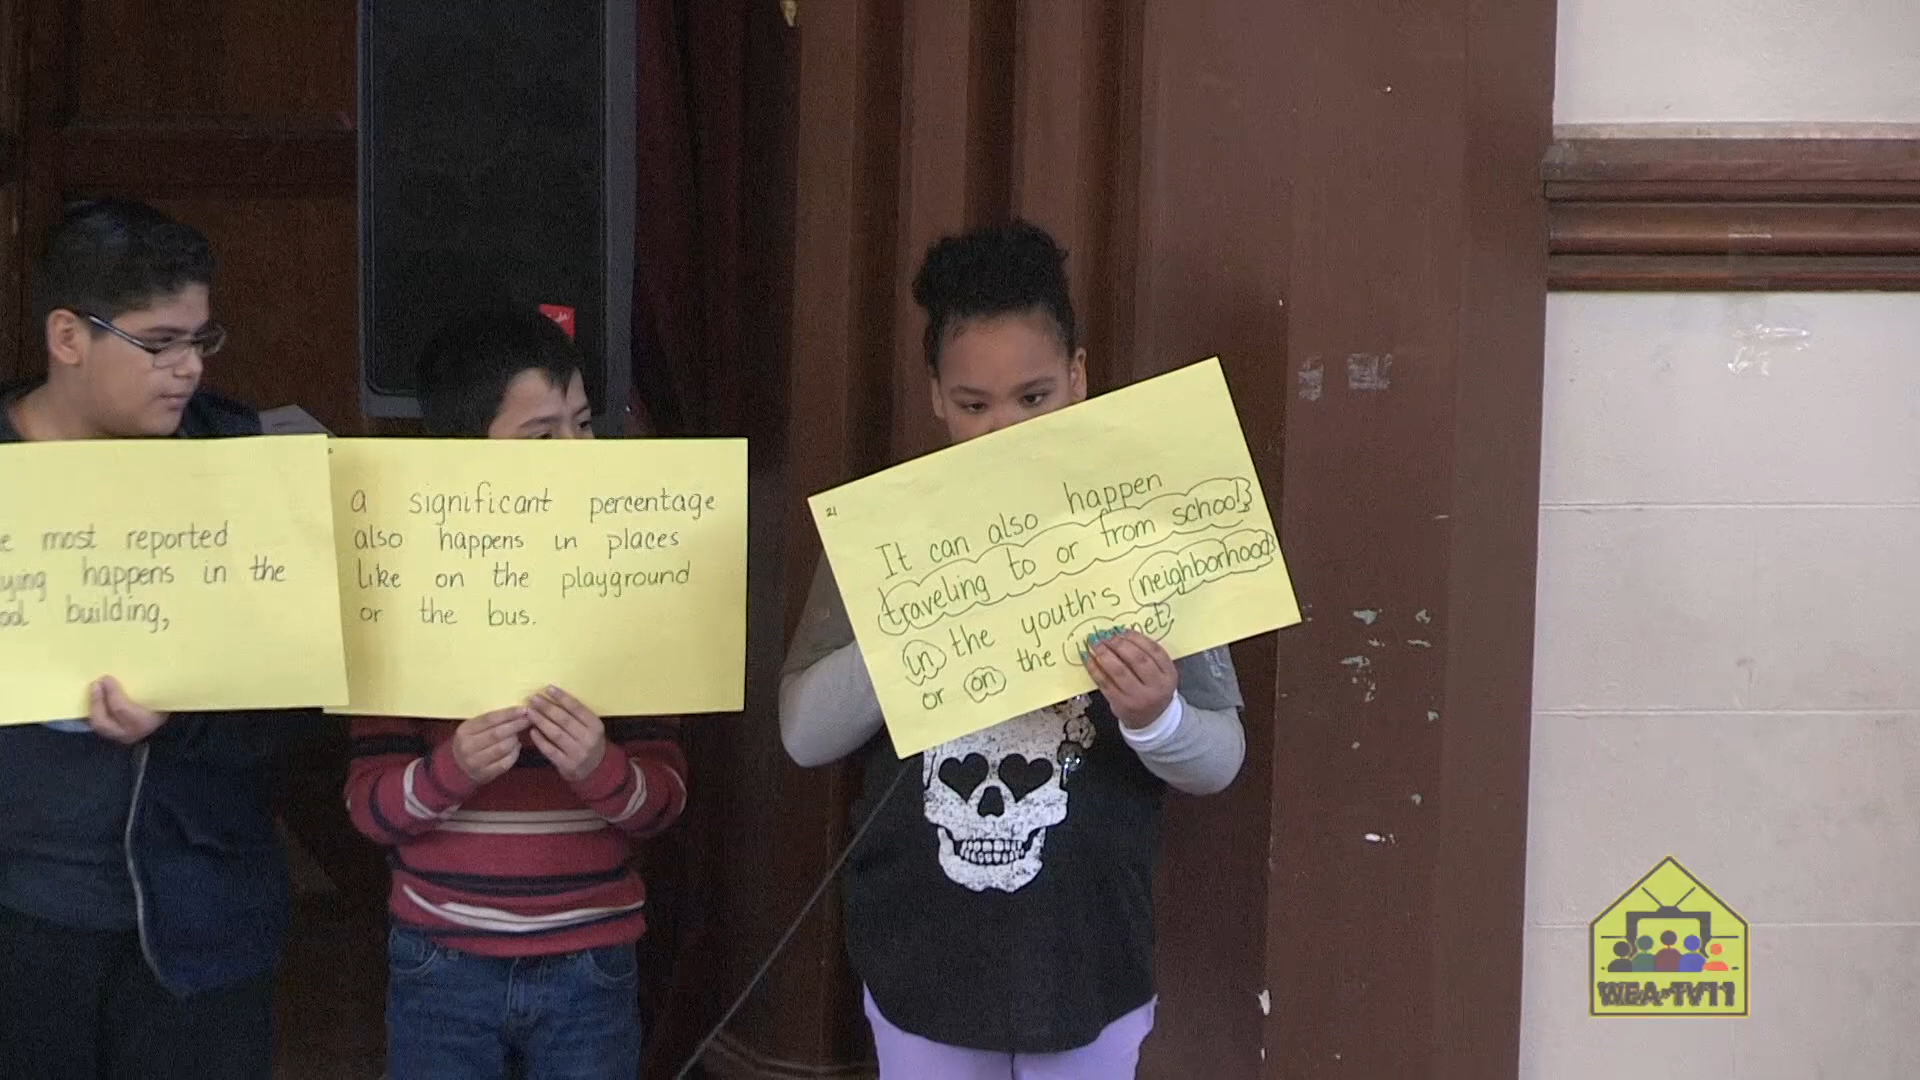 most reported
happens in the
building,
a significant percentage
also happens in places
like on the playground
or the bus.
21
It can also happen
traveling to or from school,
in the youth's neighborhood,
or on the internet.
WEA-TV11